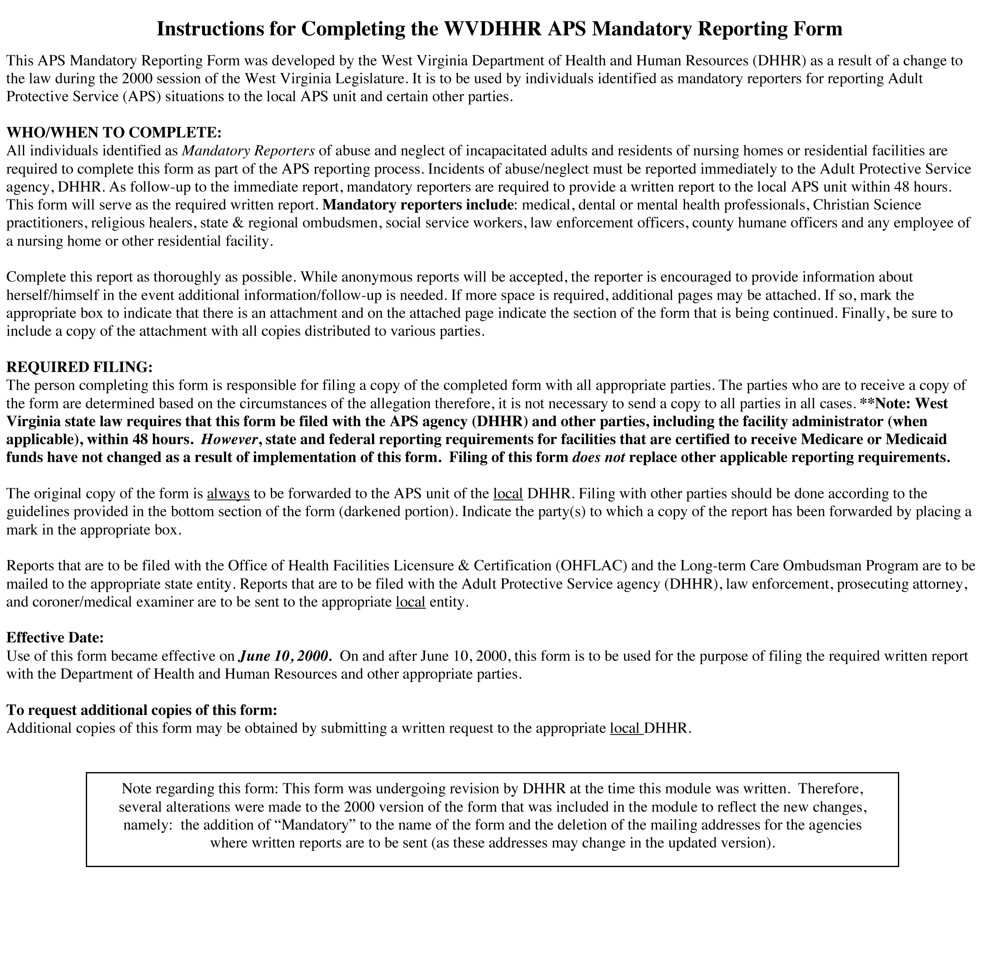 Instructions for Completing the WVDHHR APS Mandatory Reporting Form
This APS Mandatory Reporting Form was developed by the West Virginia Department of Health and Human Resources (DHHR) as a result of a change to
the law during the 2000 session of the West Virginia Legislature. It is to be used by individuals identified as mandatory reporters for reporting Adult
Protective Service (APS) situations to the local APS unit and certain other parties.
WHO/WHEN TO COMPLETE:
All individuals identified as Mandatory Reporters of abuse and neglect of incapacitated adults and residents of nursing homes or residential facilities are
required to complete this form as part of the APS reporting process. Incidents of abuse/neglect must be reported immediately to the Adult Protective Service
agency, DHHR. As follow-up to the immediate report, mandatory reporters are required to provide a written report to the local APS unit within 48 hours.
This form will serve as the required written report. Mandatory reporters include: medical, dental or mental health professionals, Christian Science
practitioners, religious healers, state & regional ombudsmen, social service workers, law enforcement officers, county humane officers and any employee of
a nursing home or other residential facility.
Complete this report as thoroughly as possible. While anonymous reports will be accepted, the reporter is encouraged to provide information about
herself/himself in the event additional information/follow-up is needed. If more space is required, additional pages may be attached. If so, mark the
appropriate box to indicate that there is an attachment and on the attached page indicate the section of the form that is being continued. Finally, be sure to
include a copy of the attachment with all copies distributed to various parties.
REQUIRED FILING:
The person completing this form is responsible for filing a copy of the completed form with all appropriate parties. The parties who are to receive a copy of
the form are determined based on the circumstances of the allegation therefore, it is not necessary to send a copy to all parties in all cases. **Note: West
Virginia state law requires that this form be filed with the APS agency (DHHR) and other parties, including the facility administrator (when
applicable), within 48 hours. However, state and federal reporting requirements for facilities that are certified to receive Medicare or Medicaid
funds have not changed as a result of implementation of this form. Filing of this form does not replace other applicable reporting requirements.
The original copy of the form is always to be forwarded to the APS unit of the local DHHR. Filing with other parties should be done according to the
guidelines provided in the bottom section of the form (darkened portion). Indicate the party(s) to which a copy of the report has been forwarded by placing a
mark in the appropriate box.
Reports that are to be filed with the Office of Health Facilities Licensure & Certification (OHFLAC) and the Long-term Care Ombudsman Program are to be
mailed to the appropriate state entity. Reports that are to be filed with the Adult Protective Service agency (DHHR), law enforcement, prosecuting attorney,
and coroner/medical examiner are to be sent to the appropriate local entity.
Effective Date:
Use of this form became effective on June 10, 2000. On and after June 10, 2000, this form is to be used for the purpose of filing the required written report
with the Department of Health and Human Resources and other appropriate parties.
To request additional copies of this form:
Additional copies of this form may be obtained by submitting a written request to the appropriate local DHHR.
Note regarding this form: This form was undergoing revision by DHHR at the time this module was written. Therefore,
several alterations were made to the 2000 version of the form that was included in the module to reflect the new changes,
namely: the addition of “Mandatory” to the name of the form and the deletion of the mailing addresses for the agencies
where written reports are to be sent (as these addresses may change in the updated version).